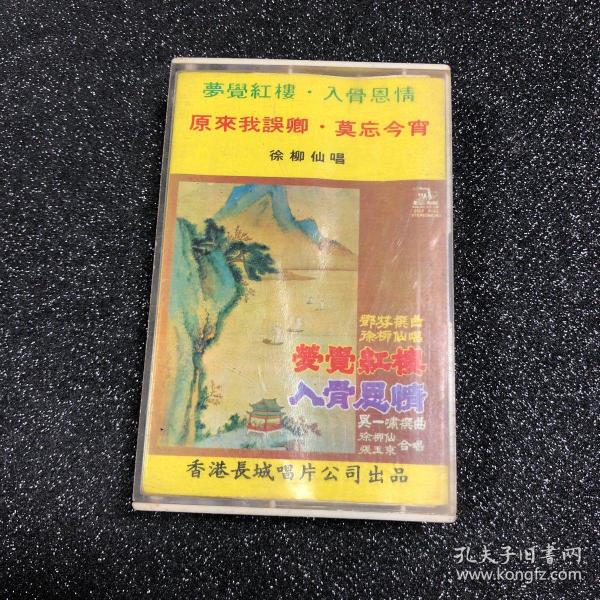 夢覺紅樓·入骨恩情
原來我誤卿·莫忘今宵
徐柳仙唱
鄧芬撰曲
徐柳仙唱
夢覺紅樓
入骨恩情
吳一嘯撰曲
徐柳仙
張玉京 合唱
香港長城唱片公司出品
孔夫子旧书网
www.kongfz.com